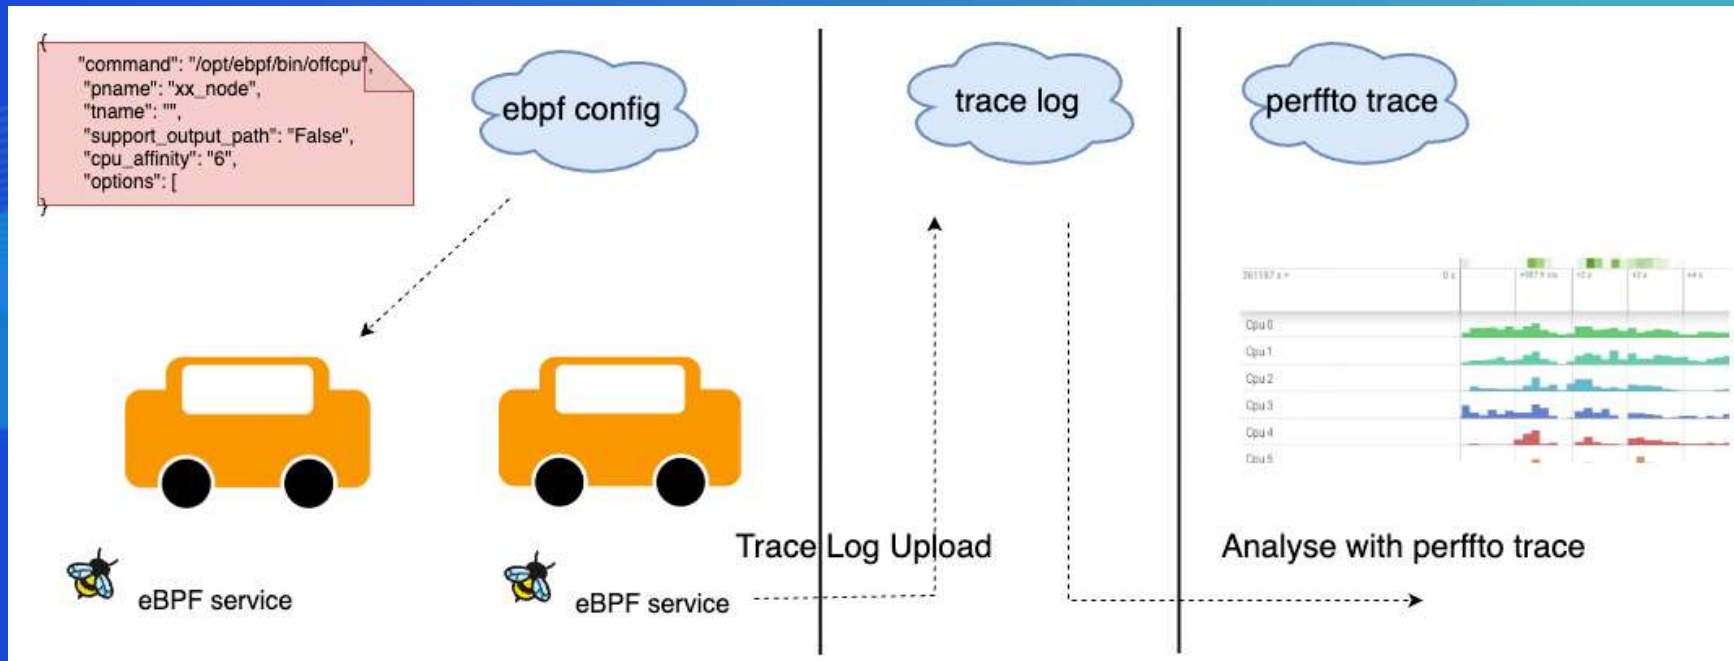 {
"command": "/opt/ebpf/bin/offcpu",
"pname": "xx_node",
"tname": "",
"support_output_path": "False",
"cpu_affinity": "6",
"options": [
}
ebpf config
trace log
perffto trace
0 s
Cpu 0
Cpu 1
Cpu 2
Cpu 3
Cpu 4
Cpu 5
Trace Log Upload
Analyse with perffto trace
eBPF service
eBPF service